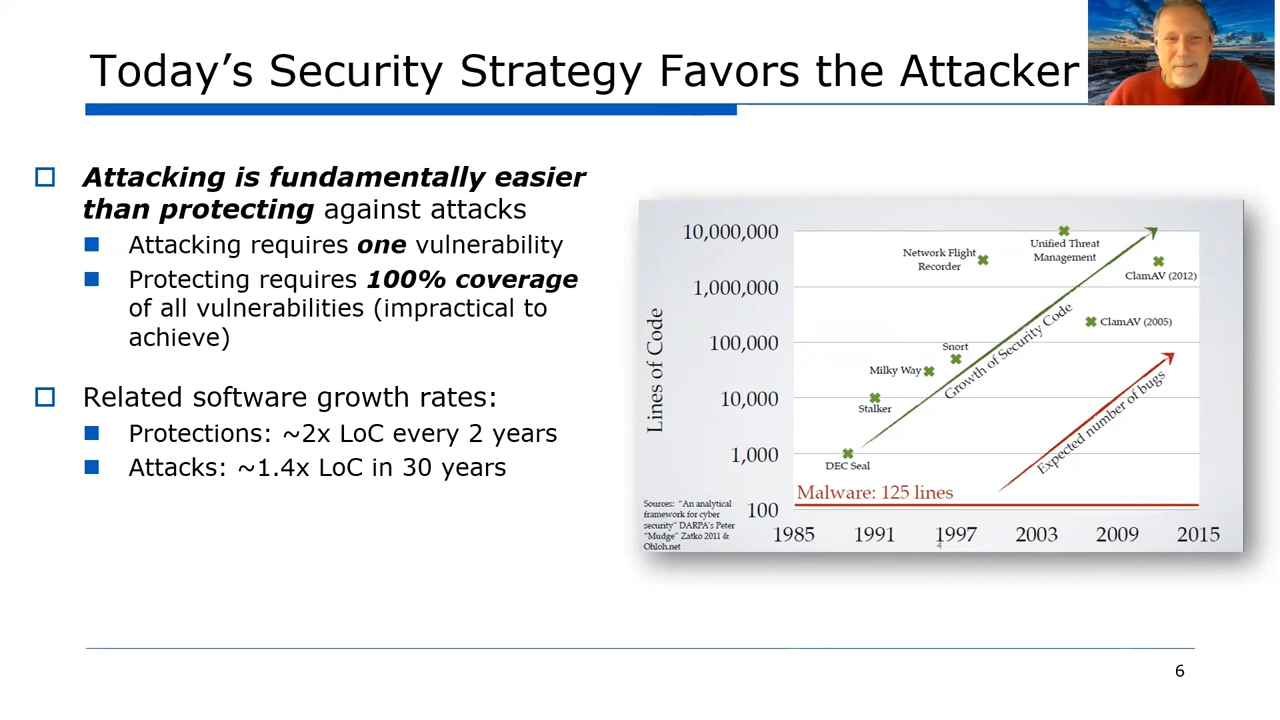 Today's Security Strategy Favors the Attacker
Attacking is fundamentally easier
than protecting against attacks
Attacking requires one vulnerability
Protecting requires 100% coverage
of all vulnerabilities (impractical to
achieve)
Related software growth rates:
Protections: ~2x LoC every 2 years
Attacks: ~1.4x LoC in 30 years
Lines of Code
10,000,000
1,000,000
100,000
10,000
1,000
100
Network Flight
Recorder
Unified Threat
Management
ClamAV (2012)
ClamAV (2005)
Snort
Milky Way
Growth of Security Code
Stalker
Expected number of bugs
DEC Seal
Malware: 125 lines
Sources: "An analytical
framework for cyber
security" DARPA's Peter
"Mudge" Zatko 2011 &
Ohloh.net
1985
1991
1997
2003
2009
2015
4
6